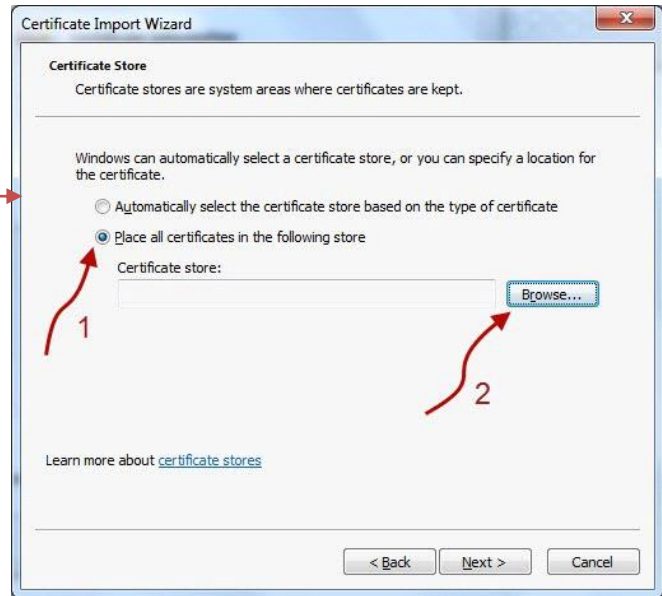 Certificate Import Wizard
Certificate Store
Certificate stores are system areas where certificates are kept.
Windows can automatically select a certificate store, or you can specify a location for
the certificate.
Automatically select the certificate store based on the type of certificate
Place all certificates in the following store
Certificate store:
Browse...
1
2
Learn more about certificate stores
< Back Next > Cancel